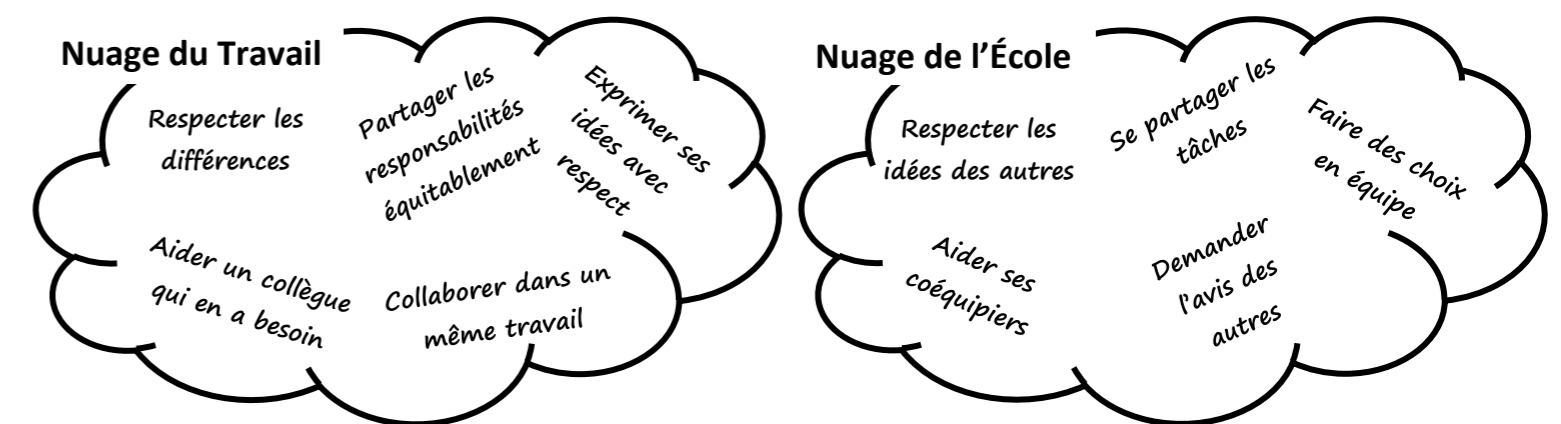 Nuage du Travail
Respecter les
différences
Partager les
responsabilités
équitablement
Exprimer ses
idées avec
respect
Aider un collègue
qui en a besoin
Collaborer dans un
même travail
Nuage de l’École
Respecter les
idées des autres
Se partager les
tâches
Faire des choix
en équipe
Aider ses
coéquipiers
Demander
l’avis des
autres